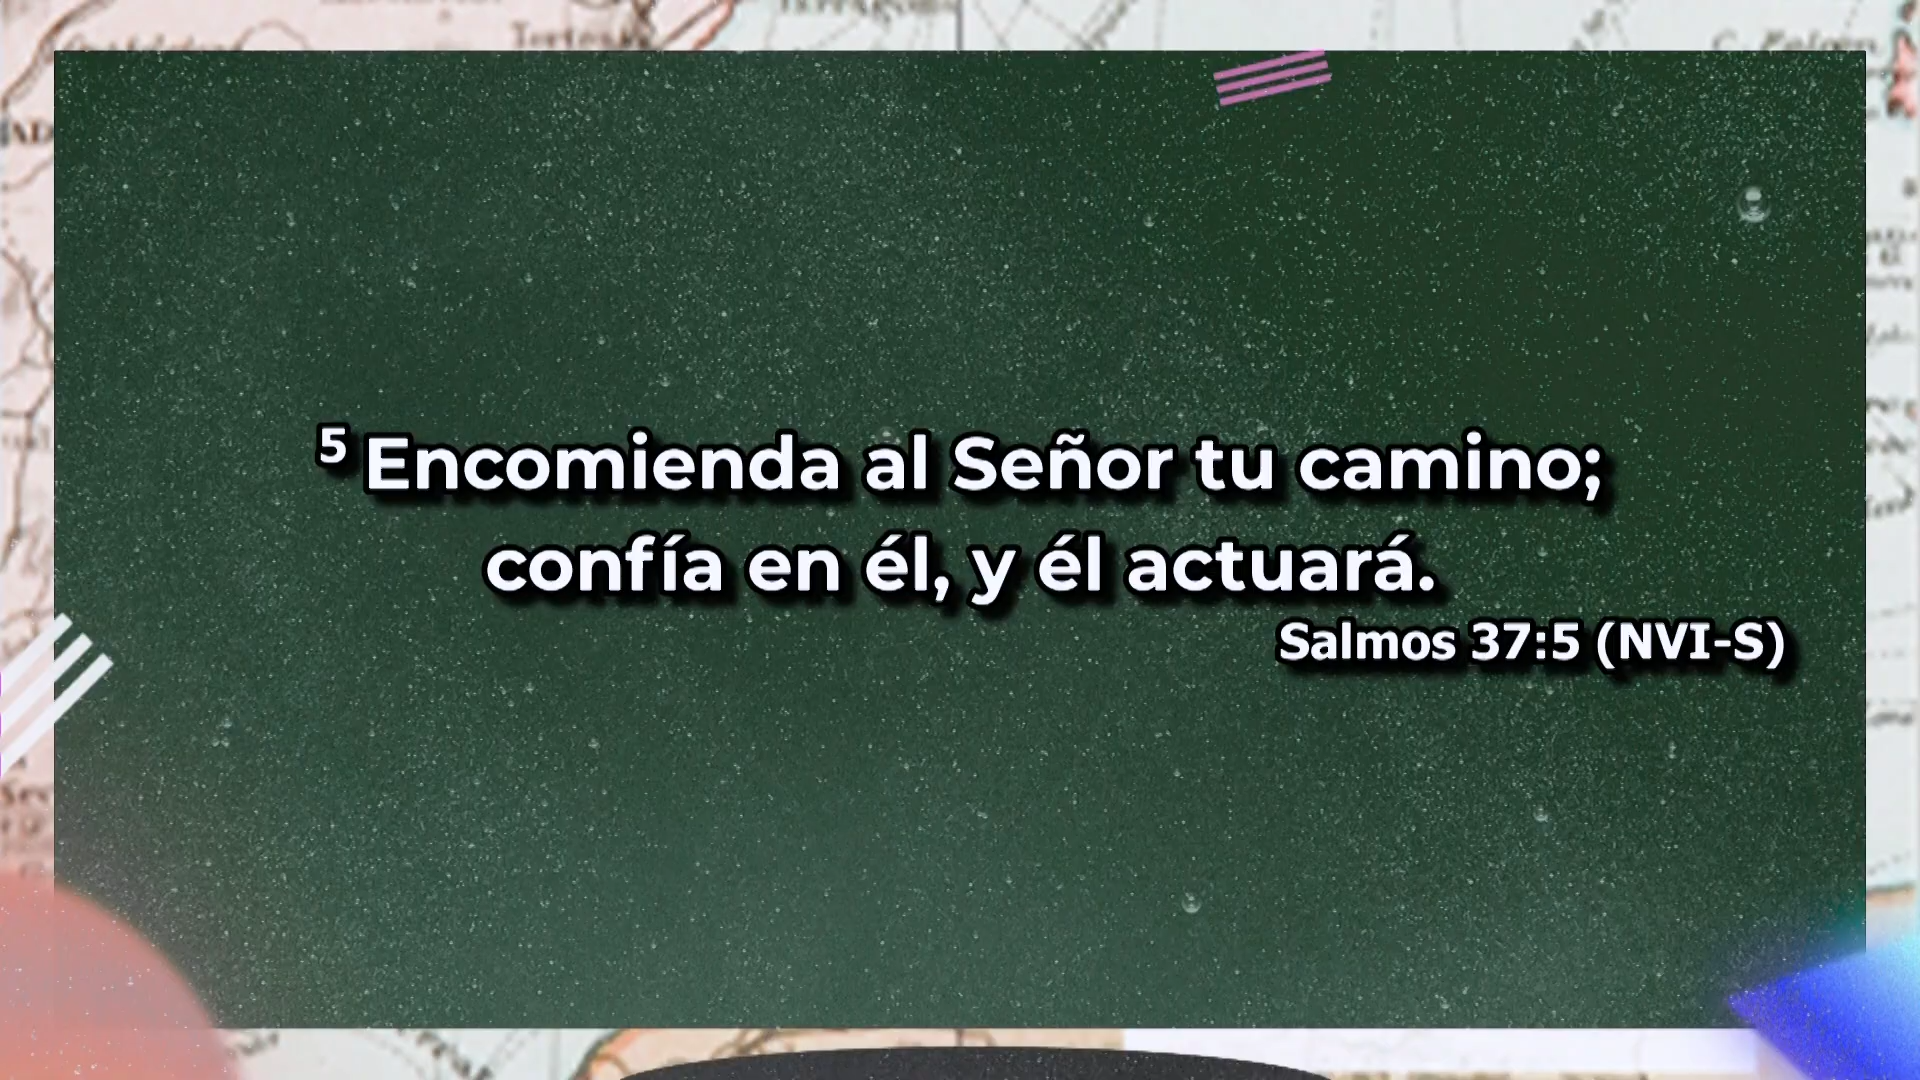 5 Encomienda al Señor tu camino;
confía en él, y él actuará.
Salmos 37:5 (NVI-S)